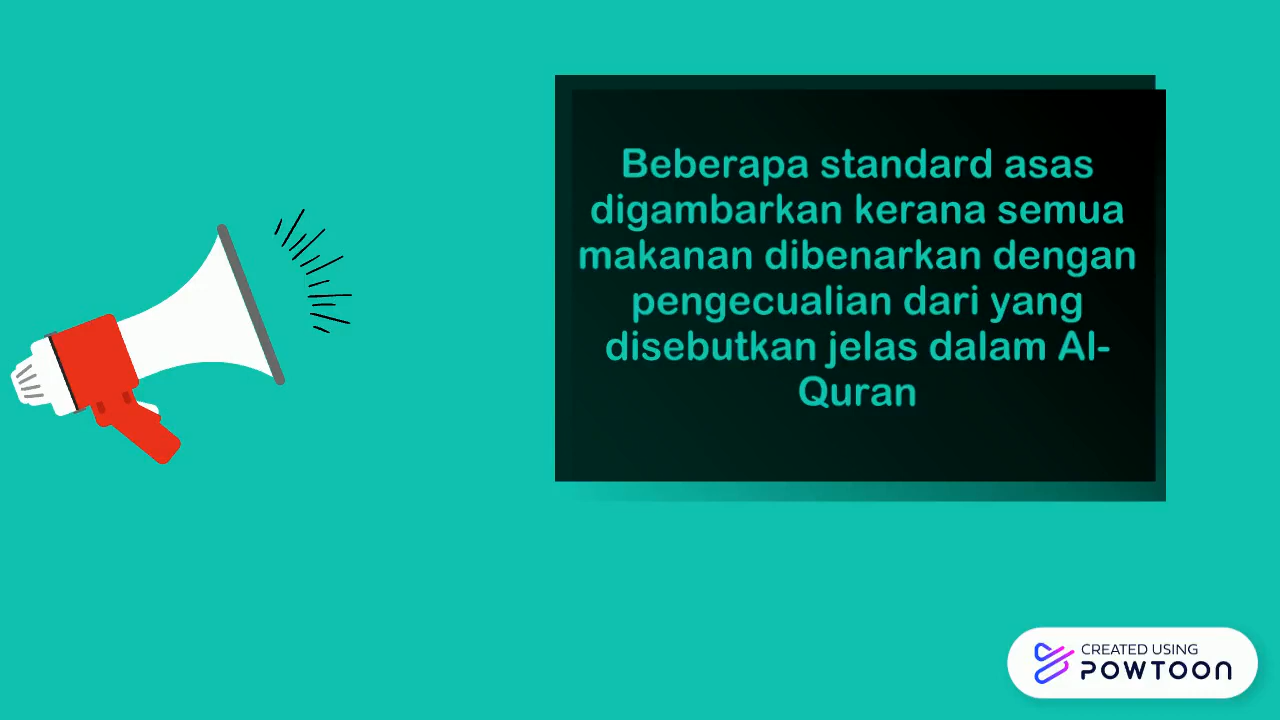 Beberapa standard asas
digambarkan kerana semua
makanan dibenarkan dengan
pengecualian dari yang
disebutkan jelas dalam Al-
Quran
CREATED USING
POWTOON